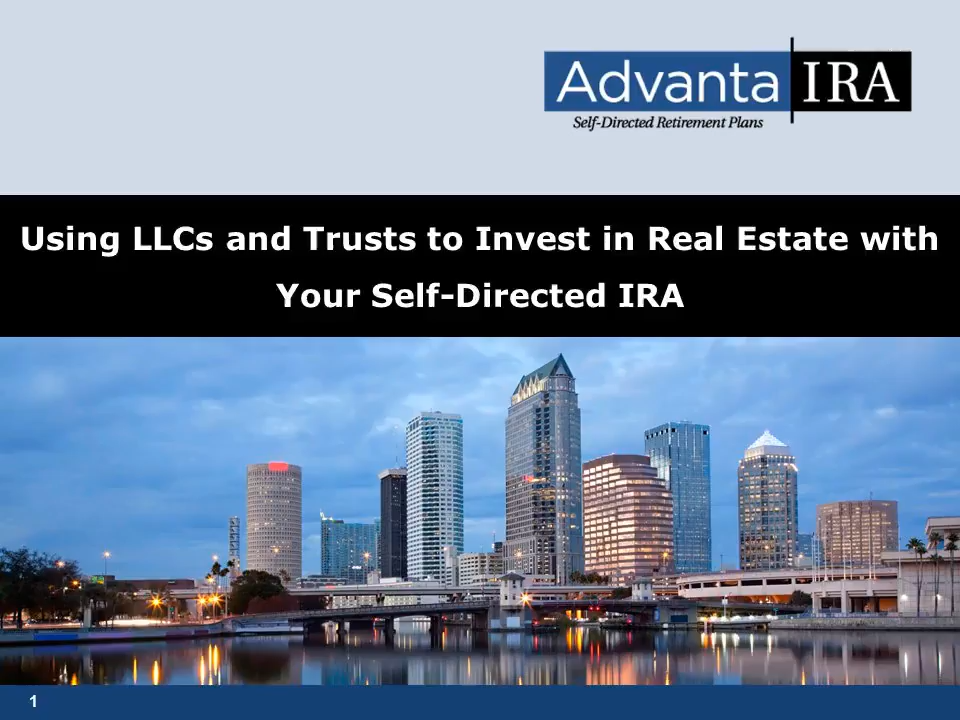 Advanta IRA
Self-Directed Retirement Plans
Using LLCs and Trusts to Invest in Real Estate with
Your Self-Directed IRA
1